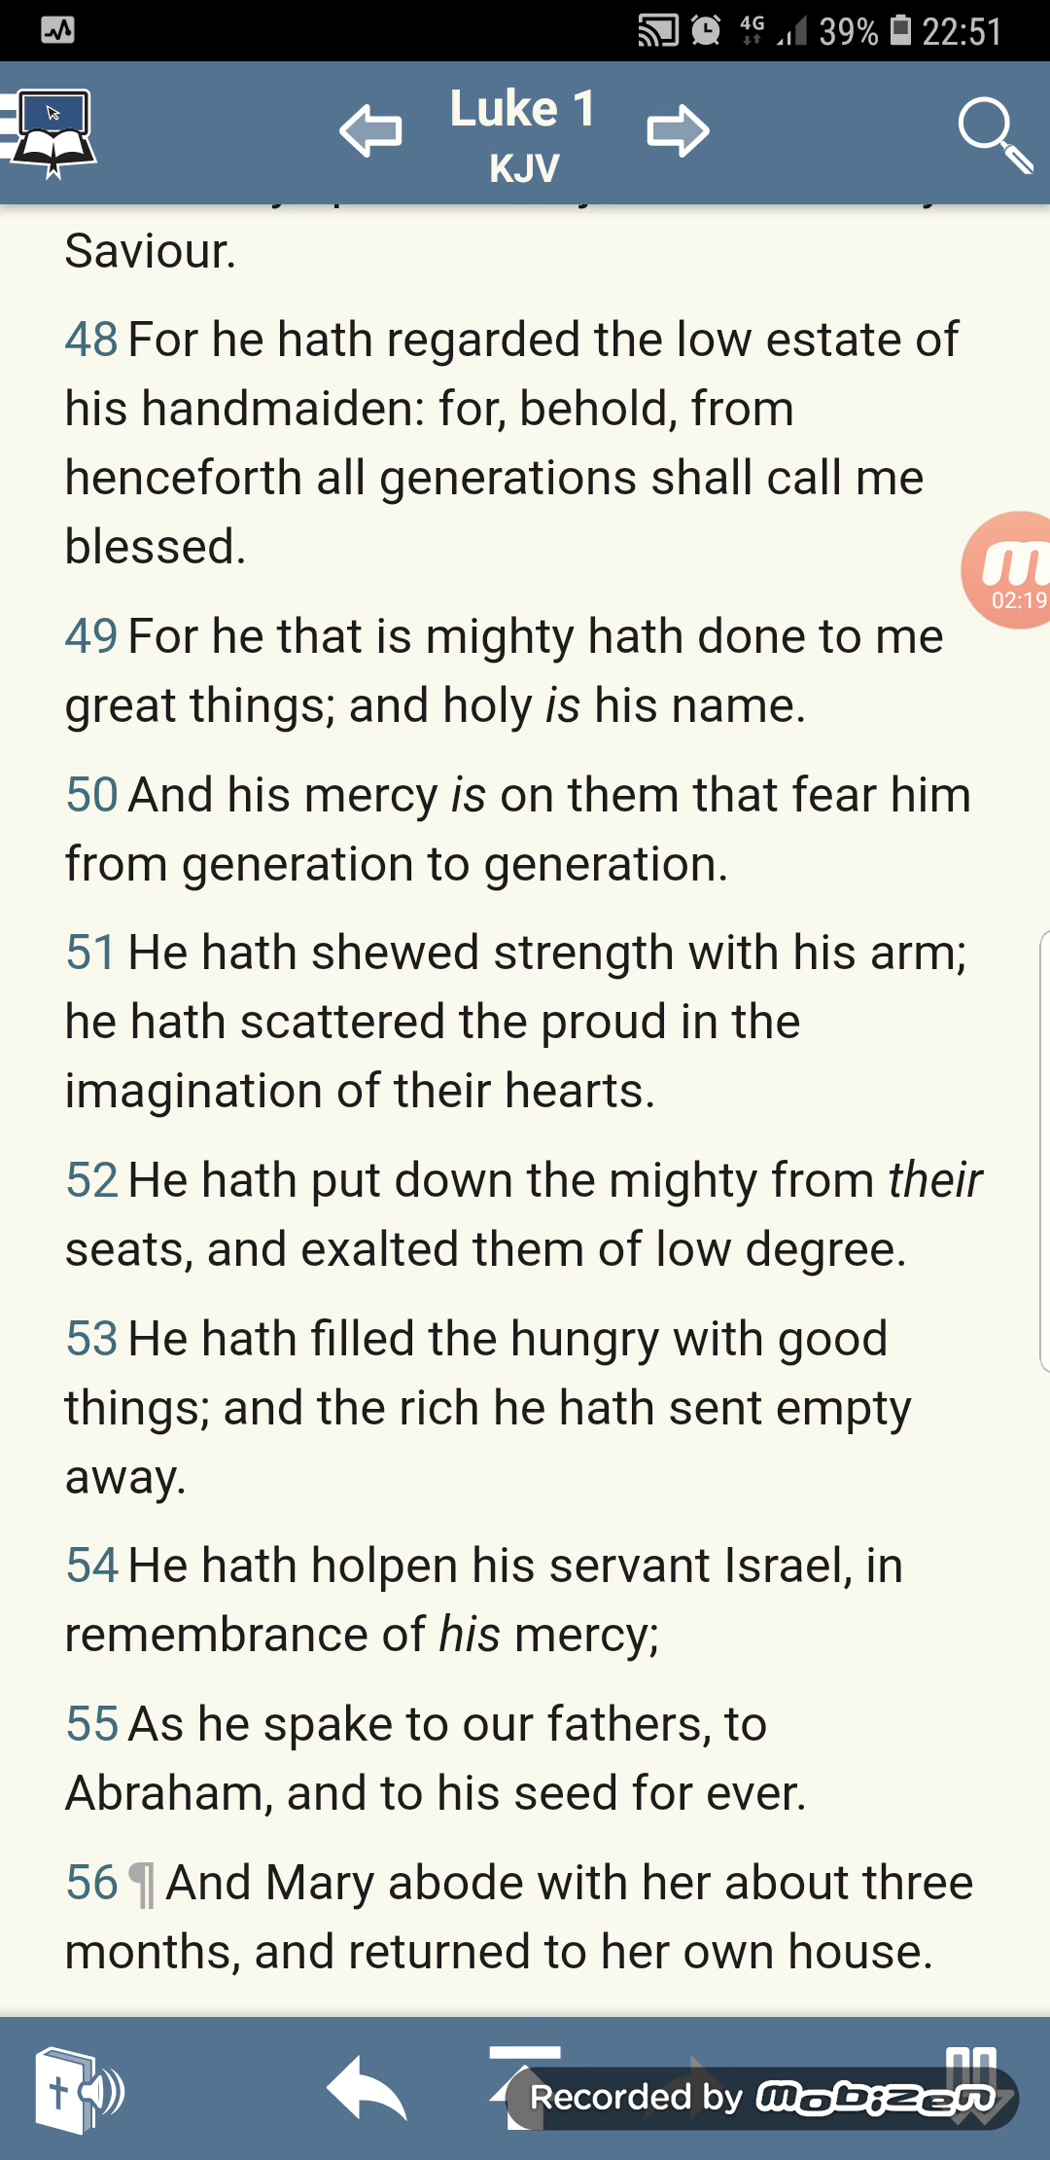 4G 39% 22:51
Luke 1
KJV
Saviour.
48 For he hath regarded the low estate of
his handmaiden: for, behold, from
henceforth all generations shall call me
blessed.
m
02:19
49 For he that is mighty hath done to me
great things; and holy is his name.
50 And his mercy is on them that fear him
from generation to generation.
51 He hath shewed strength with his arm;
he hath scattered the proud in the
imagination of their hearts.
52 He hath put down the mighty from their
seats, and exalted them of low degree.
53 He hath filled the hungry with good
things; and the rich he hath sent empty
away.
54 He hath holpen his servant Israel, in
remembrance of his mercy;
55 As he spake to our fathers, to
Abraham, and to his seed for ever.
56 ¶ And Mary abode with her about three
months, and returned to her own house.
Recorded by mobizen